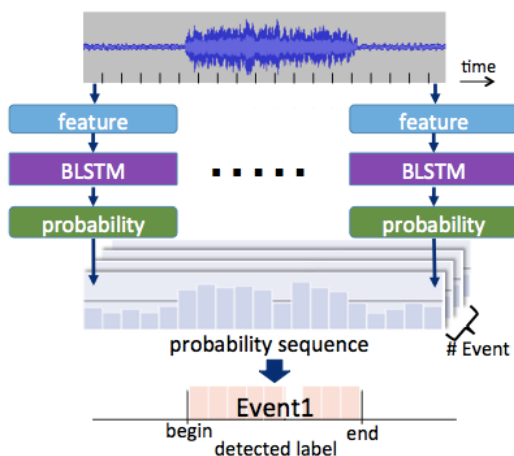 time
feature
feature
BLSTM
.....
BLSTM
probability
probability
probability sequence
# Event
Event1
begin
end
detected label